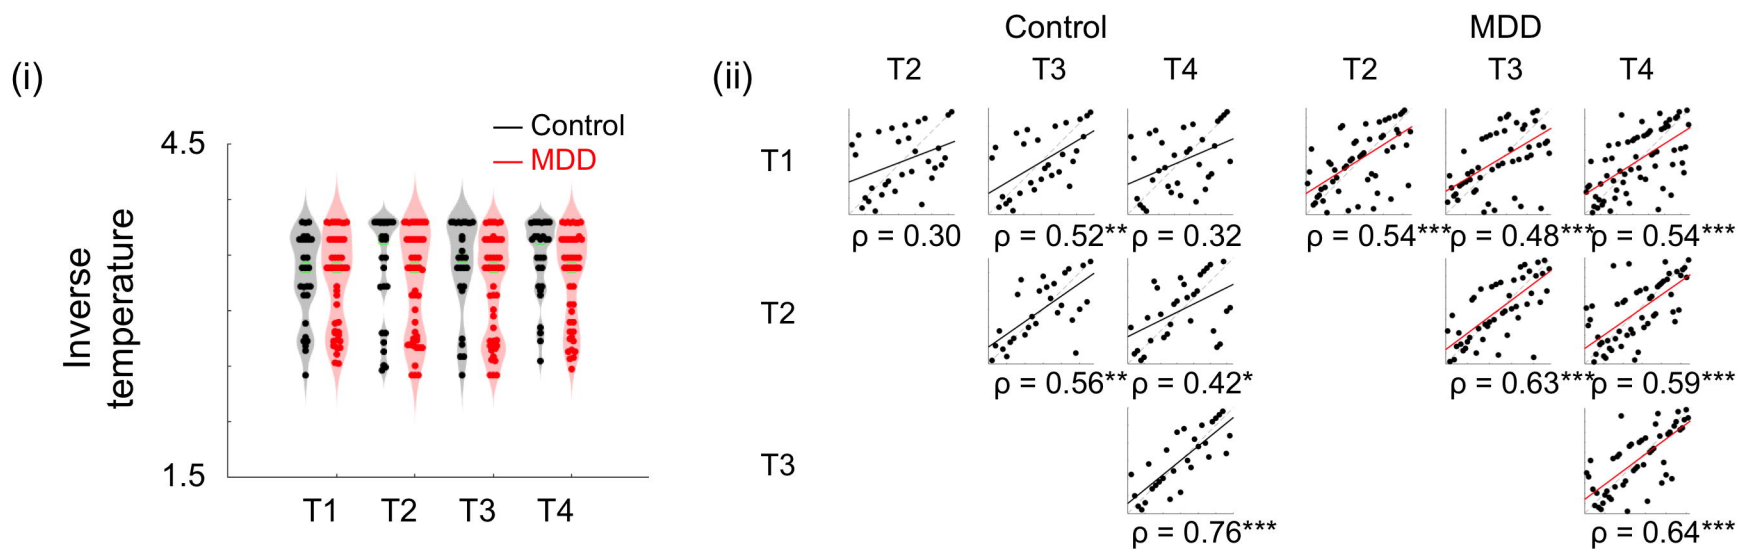 Control MDD
(i) (ii) T2 T3 T4 T2 T3 T4
4.5
Control
MDD
Inverse
temperature
1.5
T1 T2 T3 T4
T1
ρ = 0.30 ρ = 0.52** ρ = 0.32 ρ = 0.54*** ρ = 0.48*** ρ = 0.54***
T2
ρ = 0.56** ρ = 0.42* ρ = 0.63*** ρ = 0.59***
T3
ρ = 0.76*** ρ = 0.64***